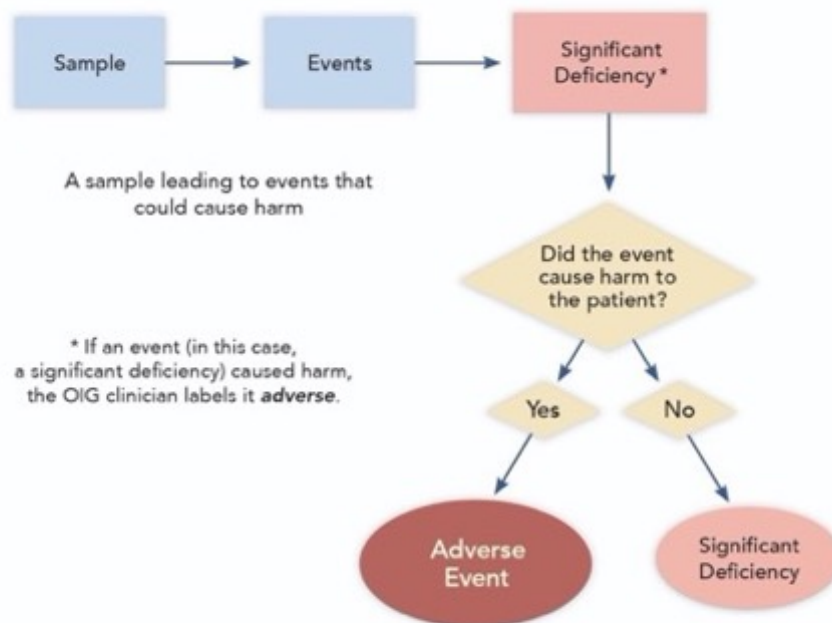 Sample
Events
Significant
Deficiency *
A sample leading to events that
could cause harm
Did the event
cause harm to
the patient?
* If an event (in this case,
a significant deficiency) caused harm,
the OIG clinician labels it adverse.
Yes
No
Adverse
Event
Significant
Deficiency